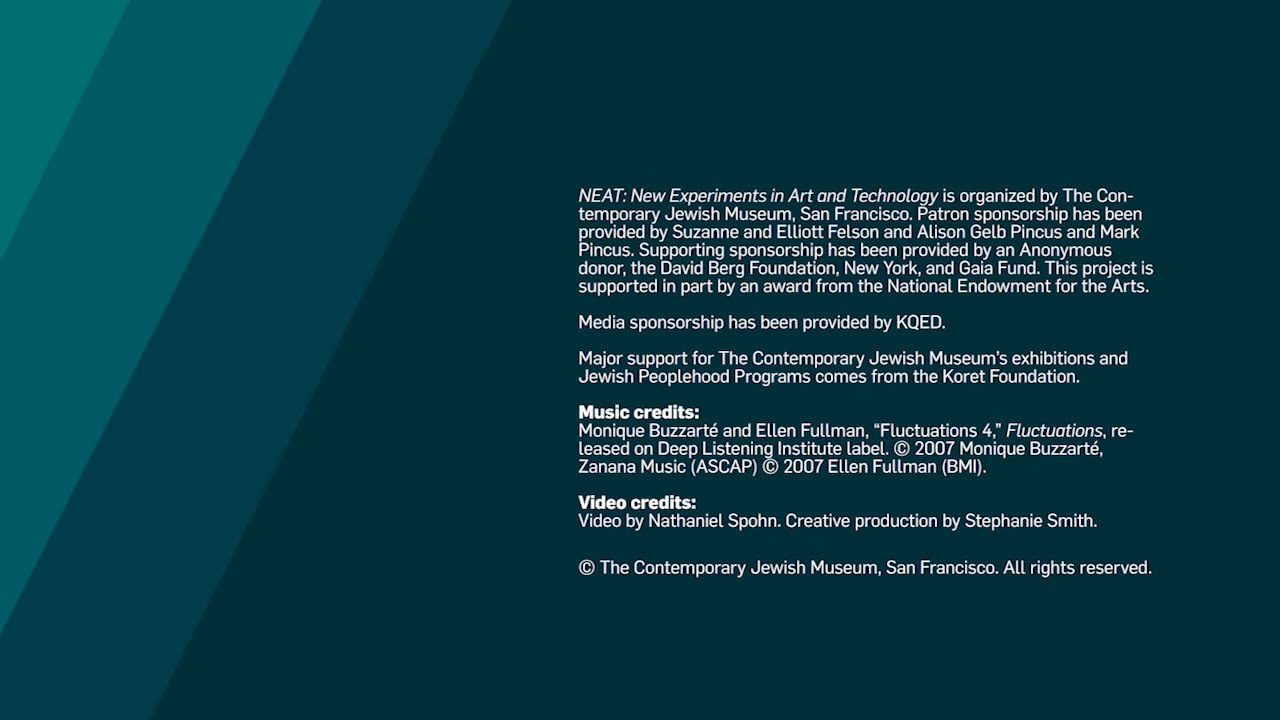 NEAT: New Experiments in Art and Technology is organized by The Con-
temporary Jewish Museum, San Francisco. Patron sponsorship has been
provided by Suzanne and Elliott Felson and Alison Gelb Pincus and Mark
Pincus. Supporting sponsorship has been provided by an Anonymous
donor, the David Berg Foundation, New York, and Gaia Fund. This project is
supported in part by an award from the National Endowment for the Arts.
Media sponsorship has been provided by KQED.
Major support for The Contemporary Jewish Museum's exhibitions and
Jewish Peoplehood Programs comes from the Koret Foundation.
Music credits:
Monique Buzzarté and Ellen Fullman, “Fluctuations 4,” Fluctuations, re-
leased on Deep Listening Institute label. © 2007 Monique Buzzarté,
Zanana Music (ASCAP) © 2007 Ellen Fullman (BMI).
Video credits:
Video by Nathaniel Spohn. Creative production by Stephanie Smith.
© The Contemporary Jewish Museum, San Francisco. All rights reserved.